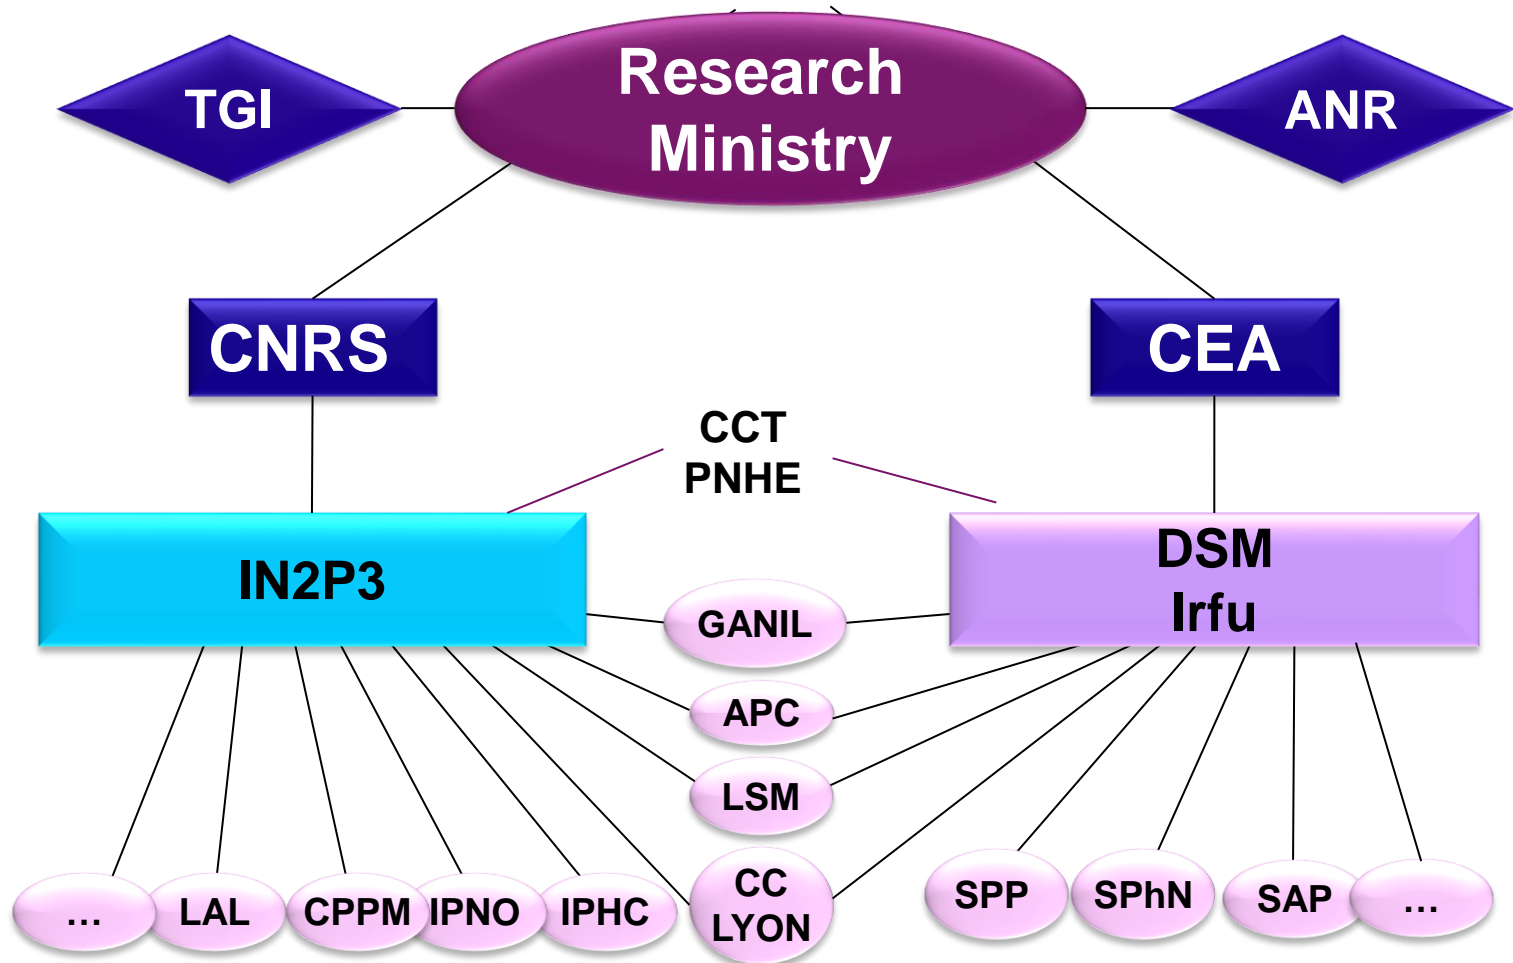 Research
Ministry
TGI
ANR
CNRS
CEA
CCT
PNHE
IN2P3
DSM
Irfu
GANIL
APC
LSM
CC
LYON
...
LAL
CPPM
IPNO
IPHC
SPP
SPhN
SAP
...